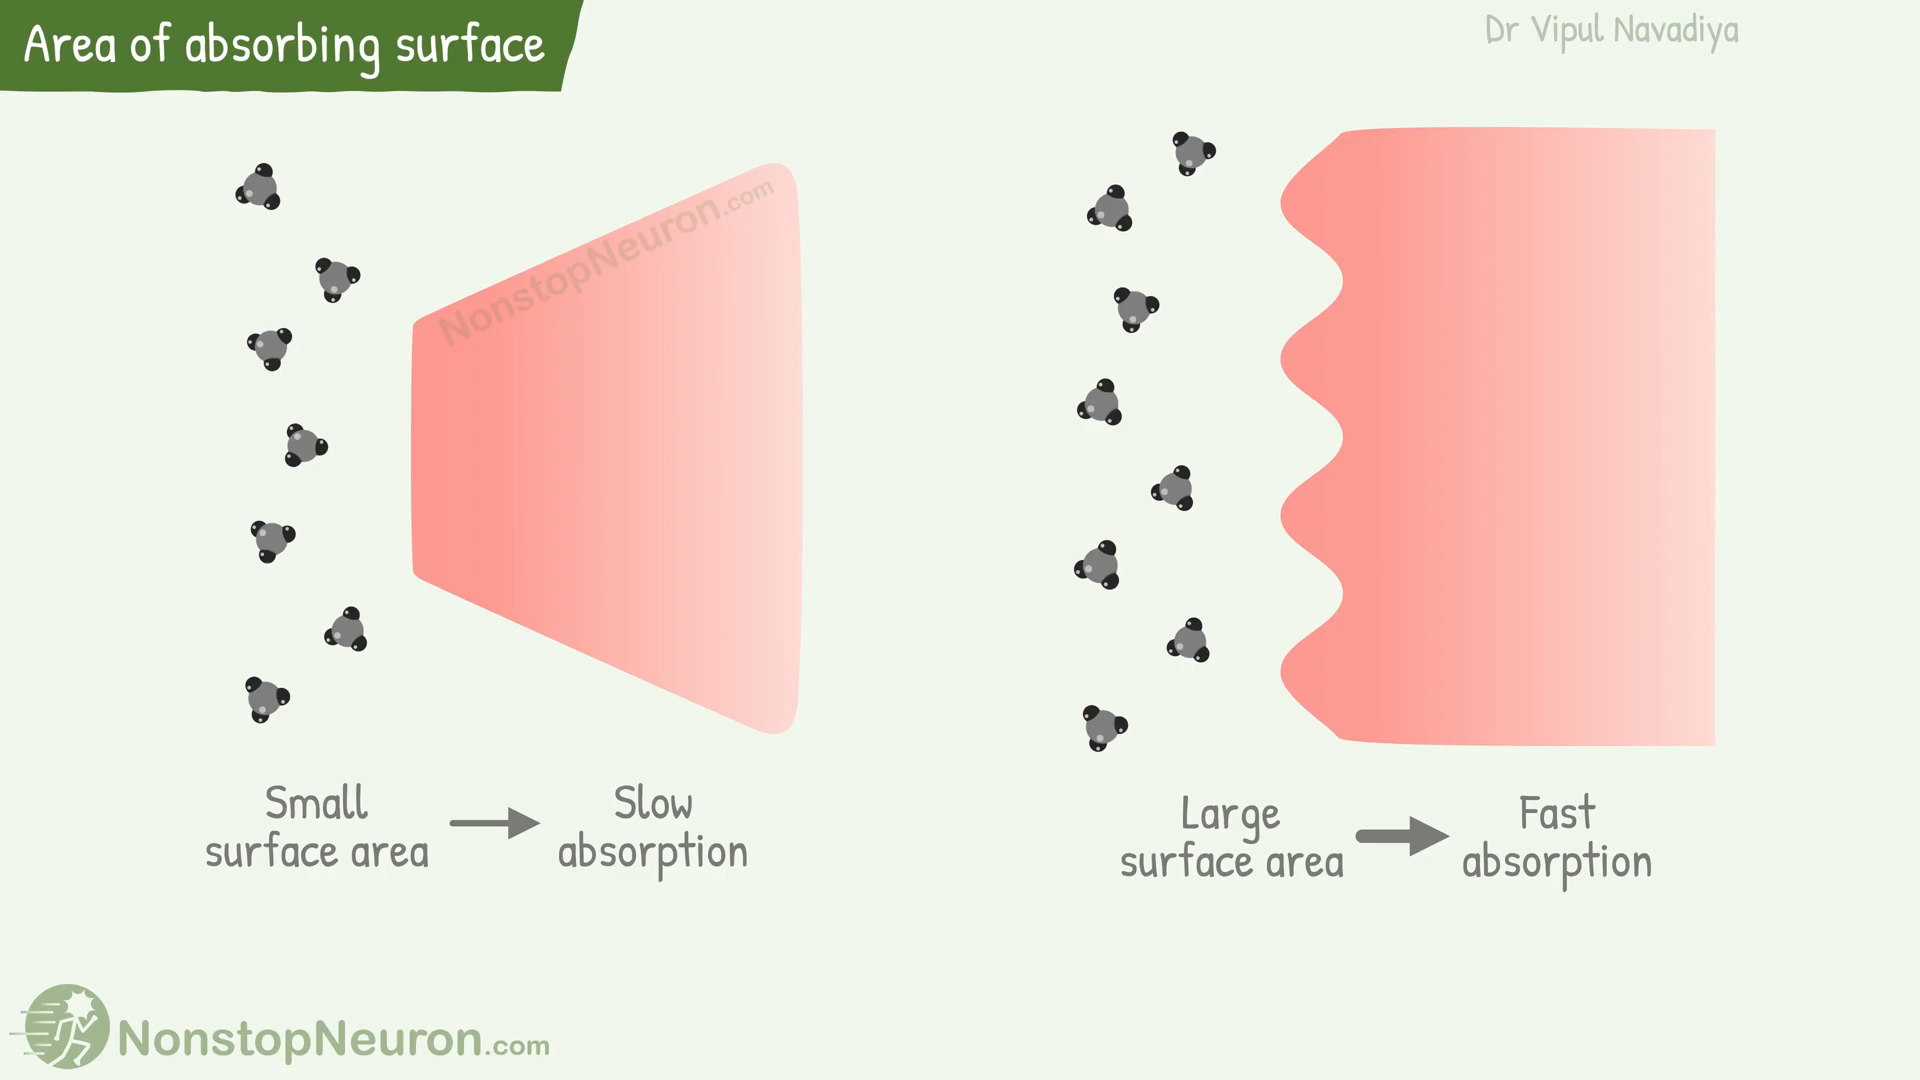 Area of absorbing surface
Dr Vipul Navadiya
NonstopNeuron.com
Small
surface area
Slow
absorption
Large
surface area
Fast
absorption
NonstopNeuron.com